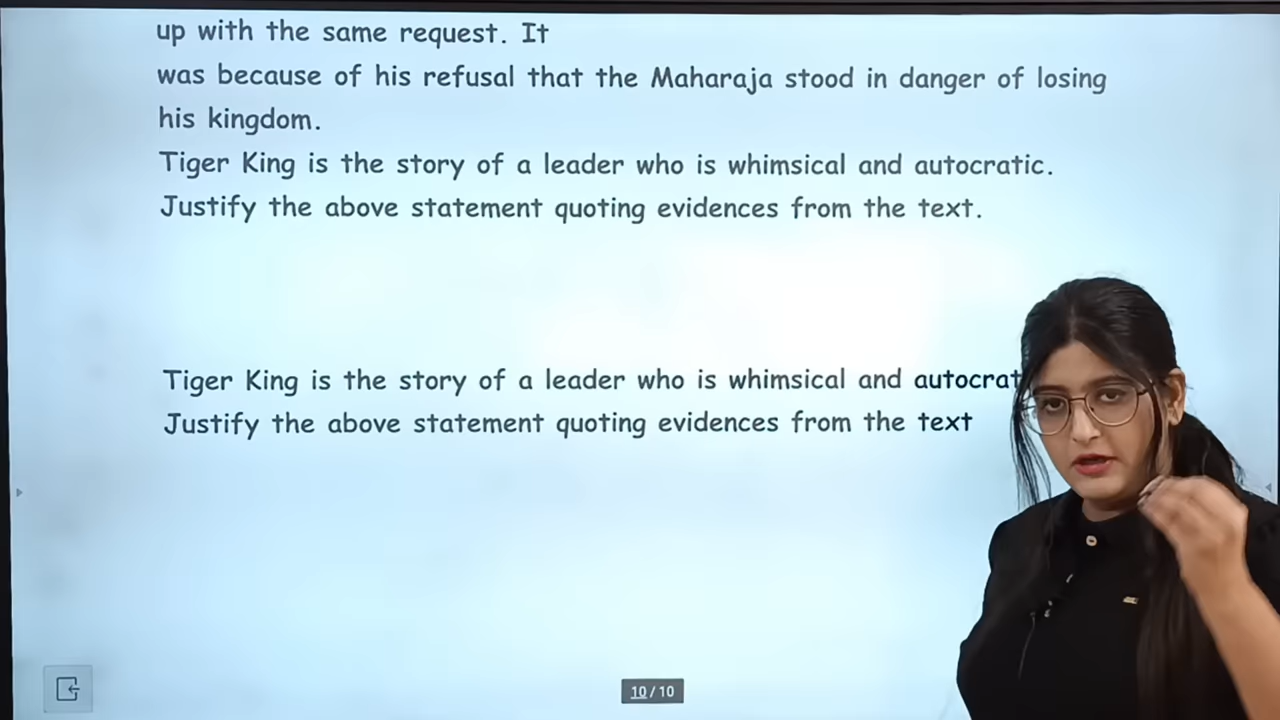 up with the same request. It
was because of his refusal that the Maharaja stood in danger of losing
his kingdom.
Tiger King is the story of a leader who is whimsical and autocratic.
Justify the above statement quoting evidences from the text.
Tiger King is the story of a leader who is whimsical and autocrat
Justify the above statement quoting evidences from the text
10/10